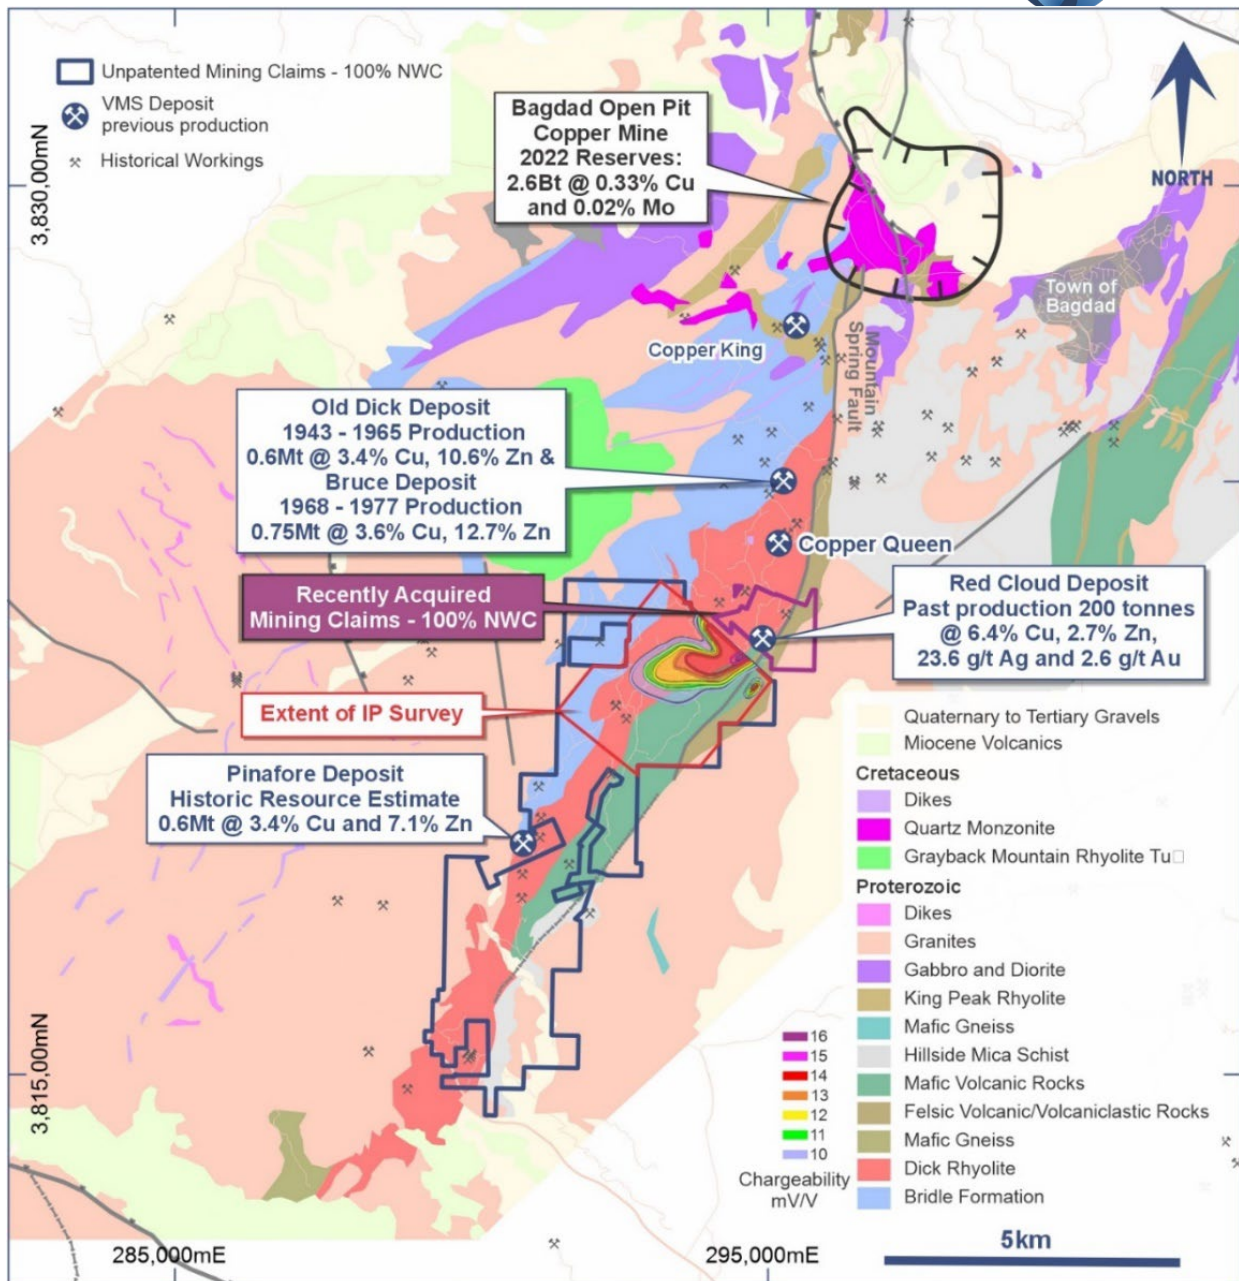 Unpatented Mining Claims - 100% NWC
VMS Deposit
previous production
Historical Workings
Bagdad Open Pit
Copper Mine
2022 Reserves:
2.6Bt @ 0.33% Cu
and 0.02% Mo
NORTH
3,830,00mN
Town of
Bagdad
Copper King
Mountain
Spring Fault
Old Dick Deposit
1943 - 1965 Production
0.6Mt @ 3.4% Cu, 10.6% Zn &
Bruce Deposit
1968 - 1977 Production
0.75Mt @ 3.6% Cu, 12.7% Zn
Copper Queen
Recently Acquired
Mining Claims - 100% NWC
Red Cloud Deposit
Past production 200 tonnes
@ 6.4% Cu, 2.7% Zn,
23.6 g/t Ag and 2.6 g/t Au
Extent of IP Survey
Pinafore Deposit
Historic Resource Estimate
0.6Mt @ 3.4% Cu and 7.1% Zn
Quaternary to Tertiary Gravels
Miocene Volcanics
Cretaceous
Dikes
Quartz Monzonite
Grayback Mountain Rhyolite Tu□
Proterozoic
Dikes
Granites
Gabbro and Diorite
King Peak Rhyolite
Mafic Gneiss
Hillside Mica Schist
Mafic Volcanic Rocks
Felsic Volcanic/Volcaniclastic Rocks
Mafic Gneiss
Dick Rhyolite
Bridle Formation
16
15
14
13
12
11
10
Chargeability
mV/V
3,815,00mN
285,000mE
295,000mE
5km